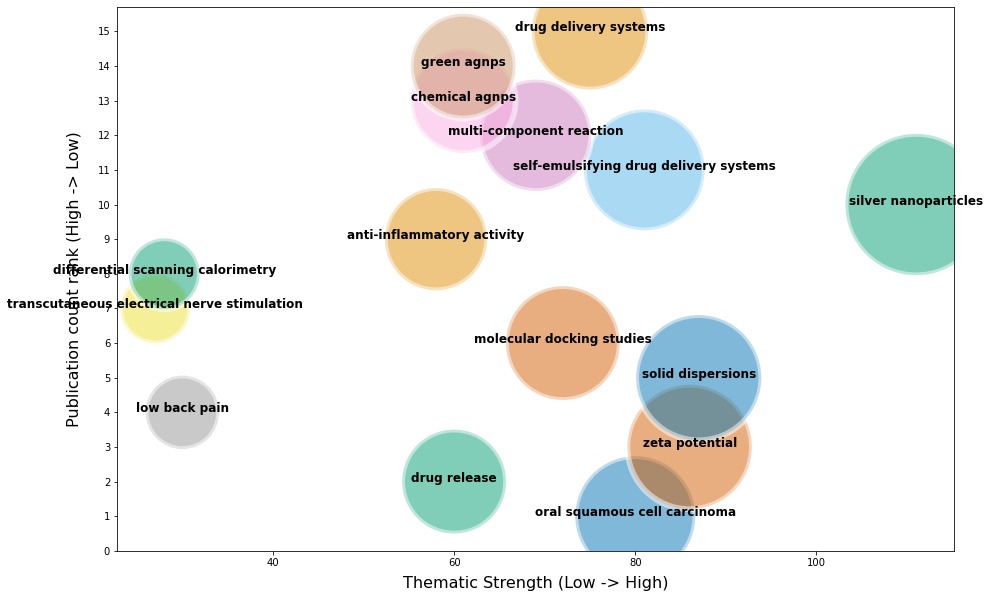 drug delivery systems
green agnps
chemical agnps
multi-component reaction
self-emulsifying drug delivery systems
silver nanoparticles
anti-inflammatory activity
differential scanning calorimetry
transcutaneous electrical nerve stimulation
molecular docking studies
solid dispersions
low back pain
zeta potential
drug release
oral squamous cell carcinoma
Publication count rank (High -> Low)
15
14
13
12
11
10
9
8
7
6
5
4
3
2
1
0
40
60
80
100
Thematic Strength (Low -> High)